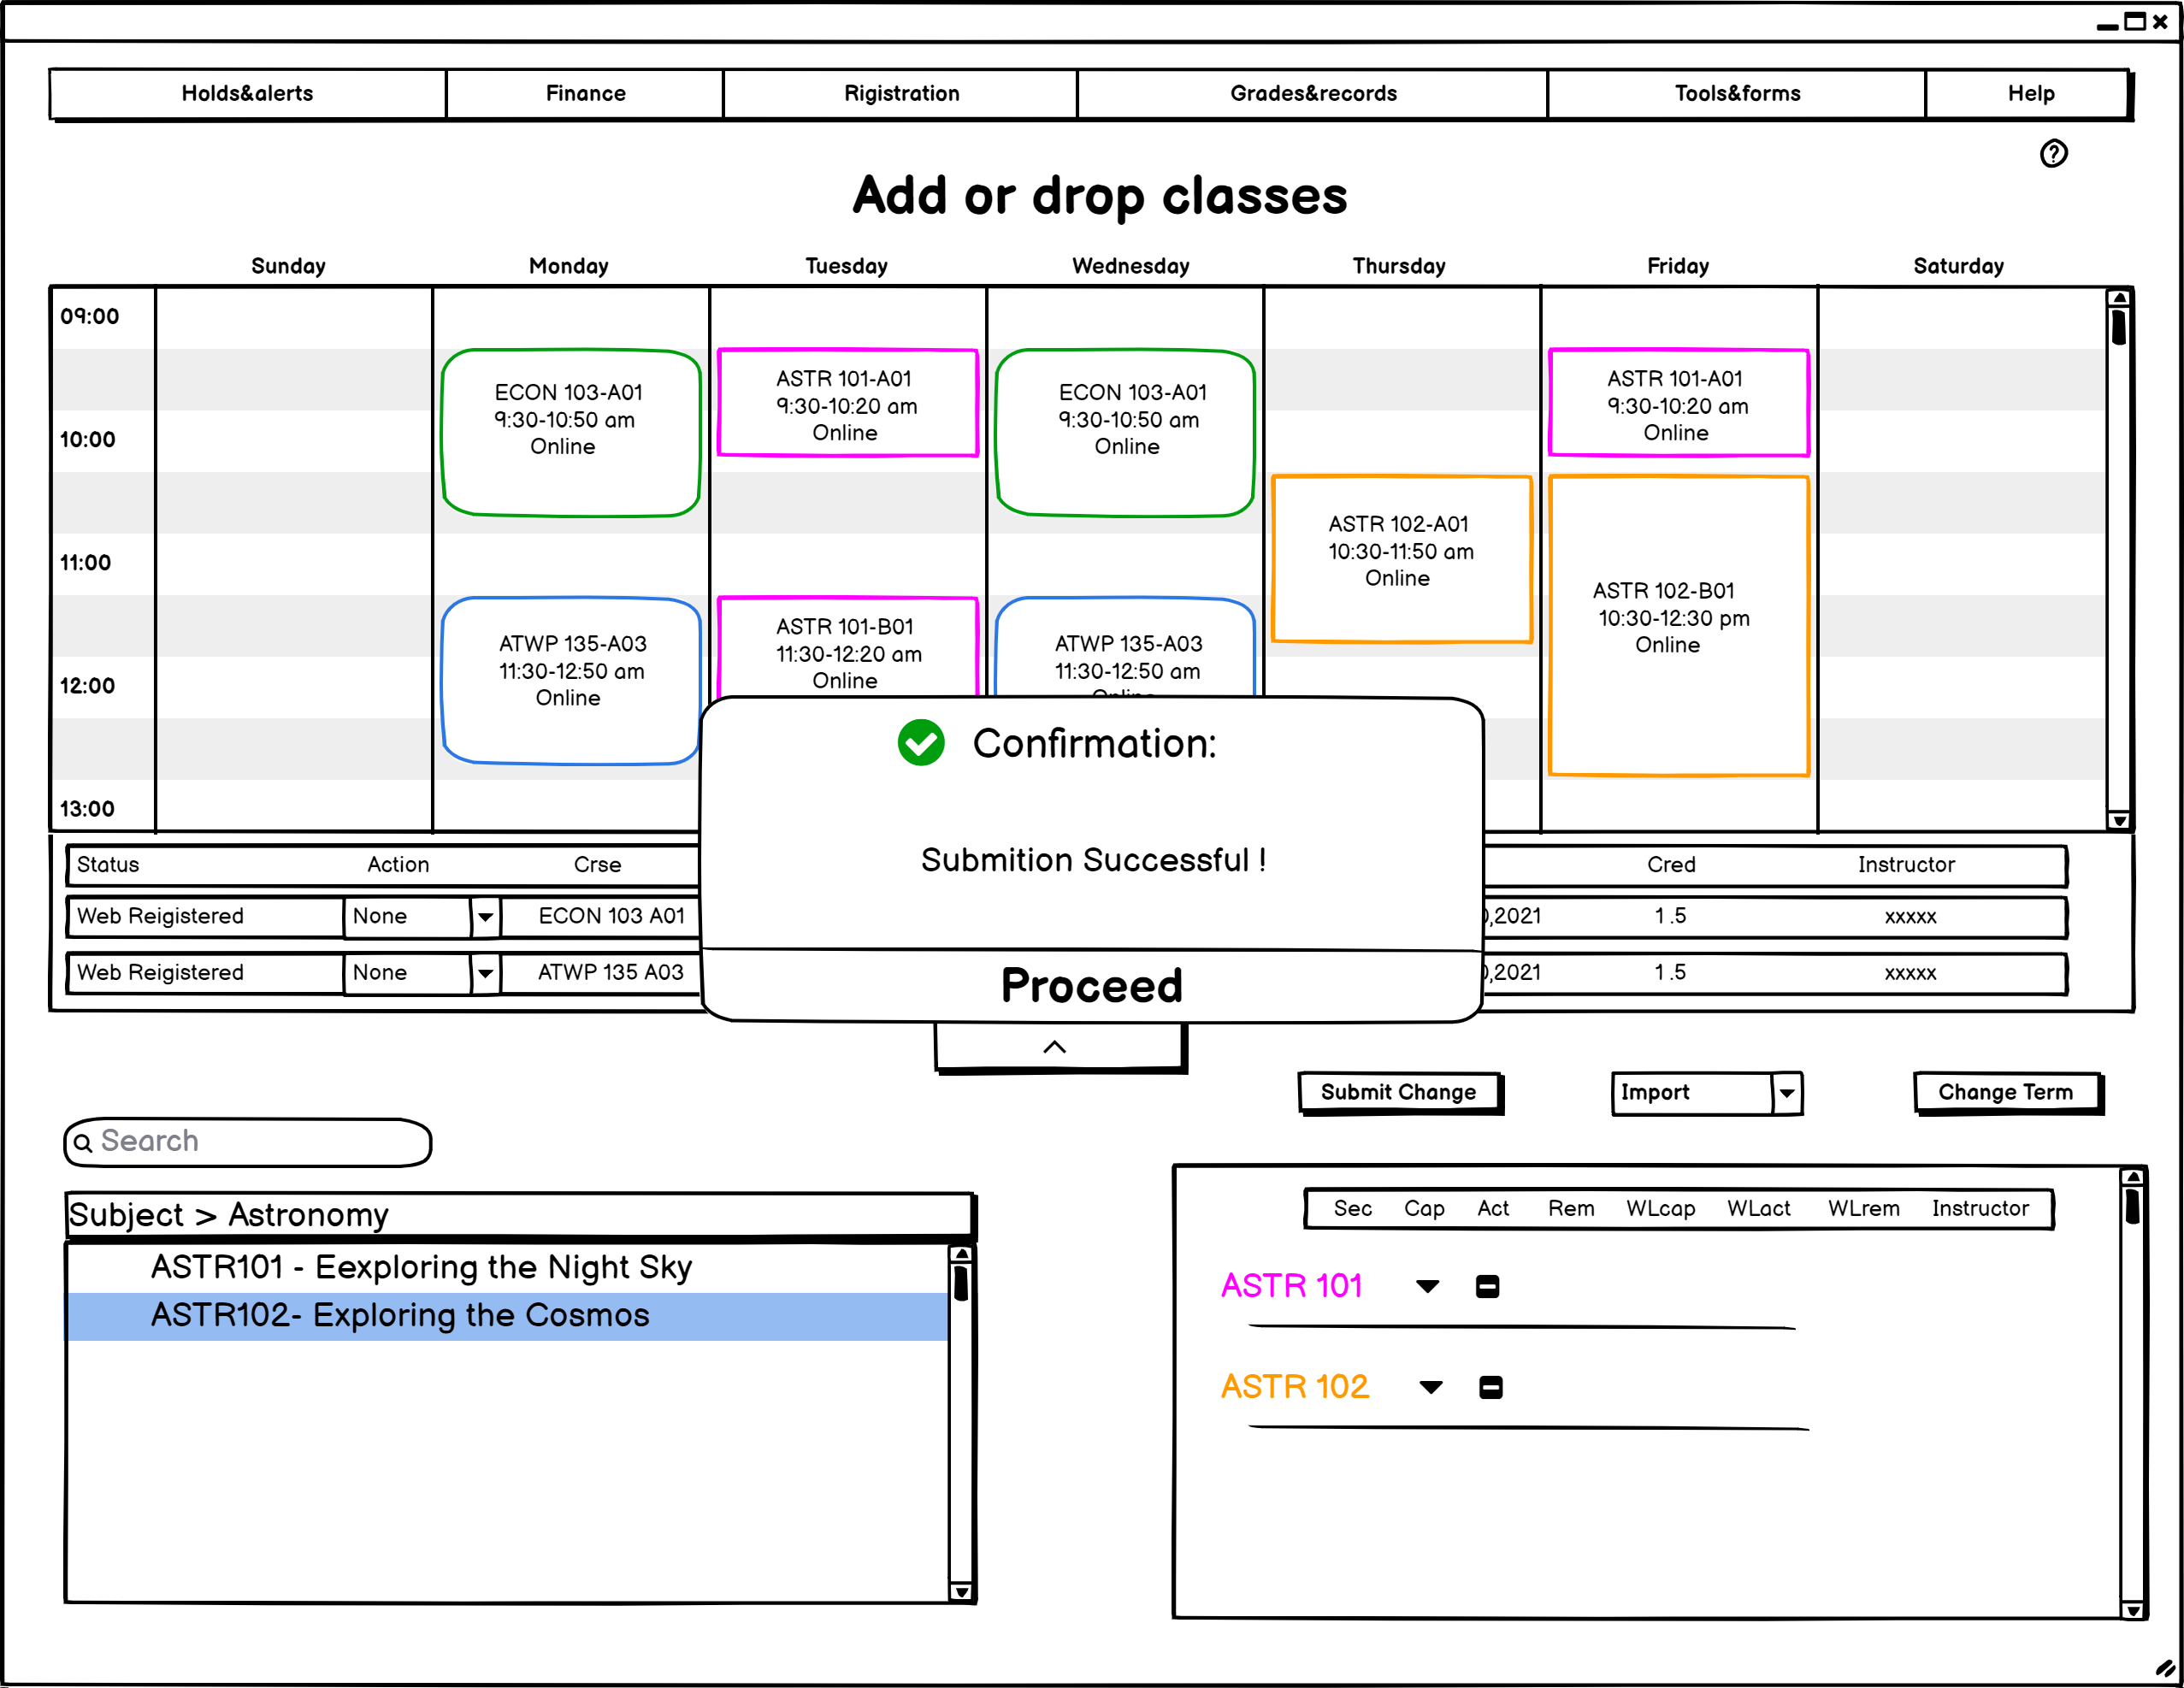 Holds&alerts Finance Rigistration Grades&records Tools&forms Help
Add or drop classes
Sunday Monday Tuesday Wednesday Thursday Friday Saturday
09:00
10:00
11:00
12:00
13:00
ECON 103-A01
9:30-10:50 am
Online
ATWP 135-A03
11:30-12:50 am
Online
ASTR 101-A01
9:30-10:20 am
Online
ASTR 101-B01
11:30-12:20 am
Online
ECON 103-A01
9:30-10:50 am
Online
ATWP 135-A03
11:30-12:50 am
Online
ASTR 102-A01
10:30-11:50 am
Online
ASTR 101-A01
9:30-10:20 am
Online
ASTR 102-B01
10:30-12:30 pm
Online
Confirmation:
Submition Successful !
Proceed
Status Action Crse Cred Instructor
Web Reigistered None ECON 103 A01 ,2021 1.5 xxxxx
Web Reigistered None ATWP 135 A03 ,2021 1.5 xxxxx
Submit Change Import Change Term
Search
Subject > Astronomy
ASTR101 - Eexploring the Night Sky
ASTR102- Exploring the Cosmos
Sec Cap Act Rem WLcap WLact WLrem Instructor
ASTR 101
ASTR 102